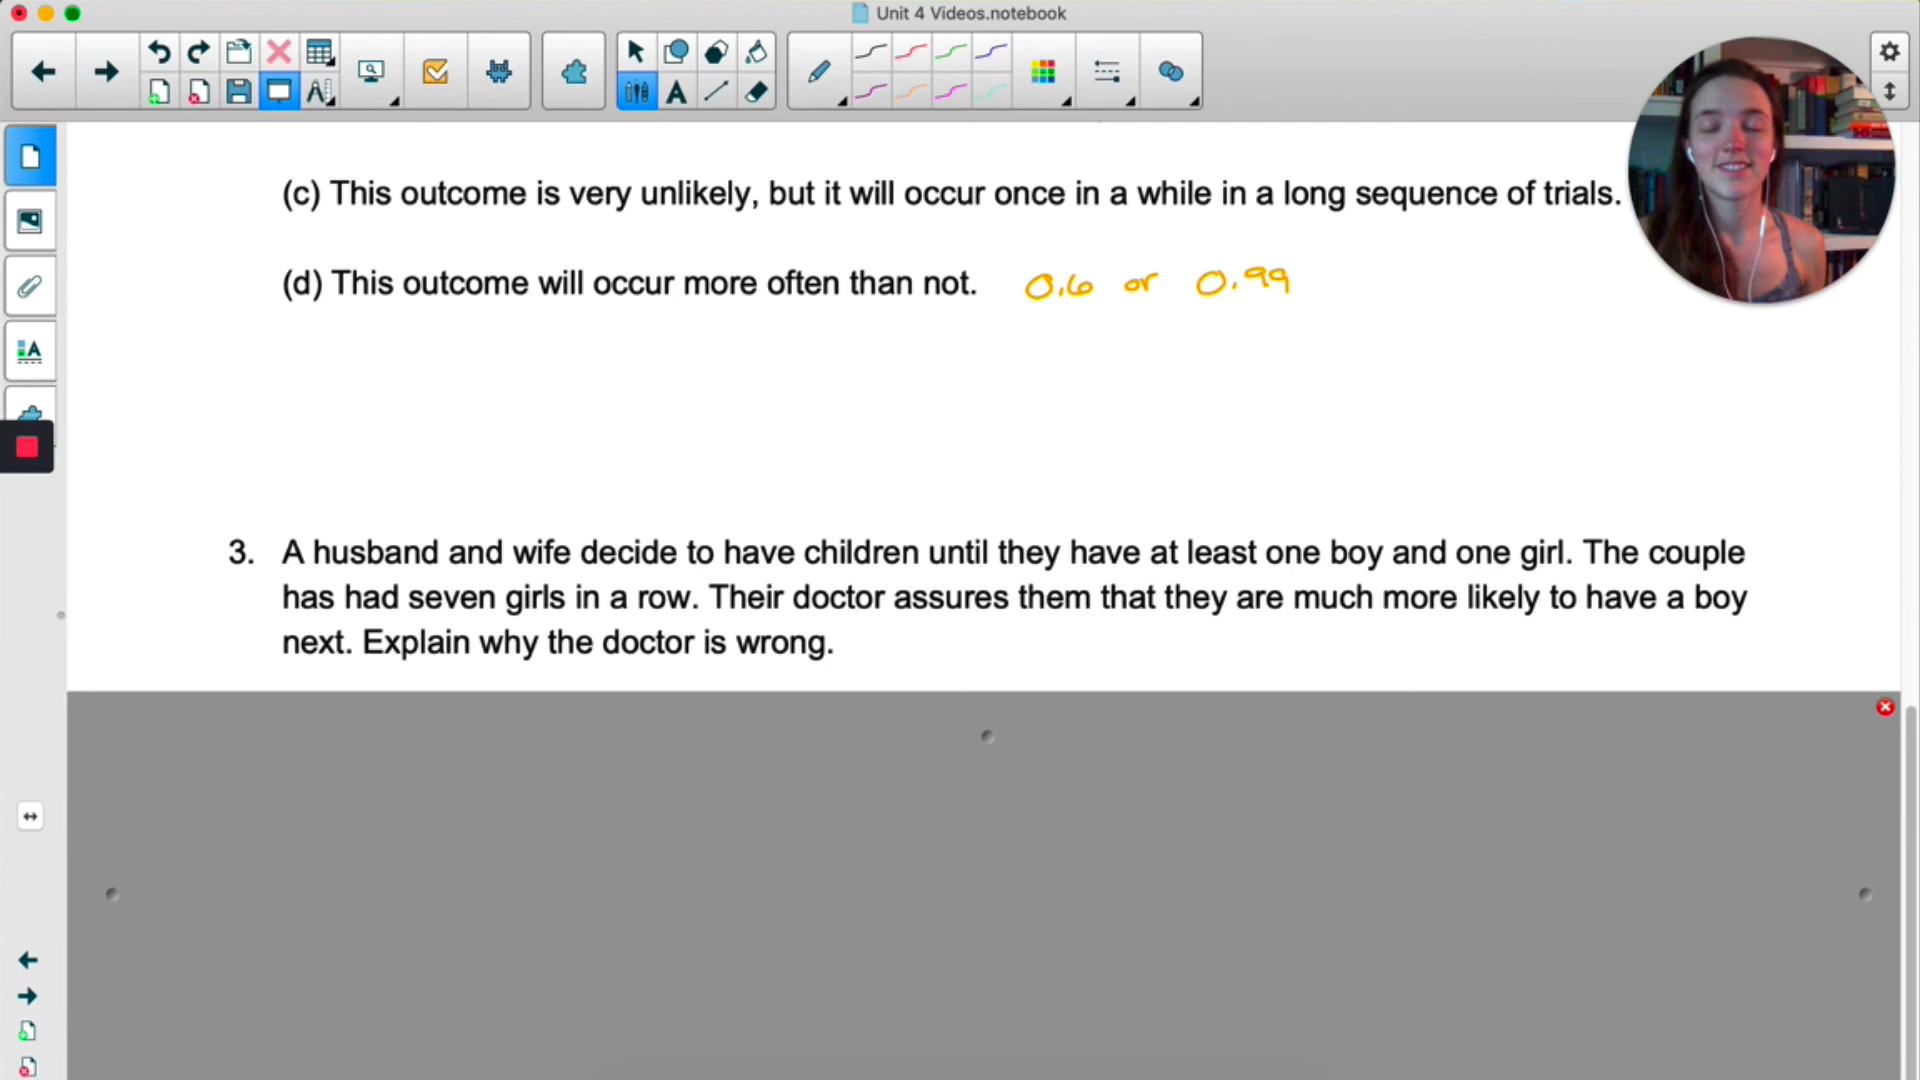 Unit 4 Videos.notebook
(c) This outcome is very unlikely, but it will occur once in a while in a long sequence of trials.
(d) This outcome will occur more often than not. 0.6 or 0.99
3. A husband and wife decide to have children until they have at least one boy and one girl. The couple
has had seven girls in a row. Their doctor assures them that they are much more likely to have a boy
next. Explain why the doctor is wrong.